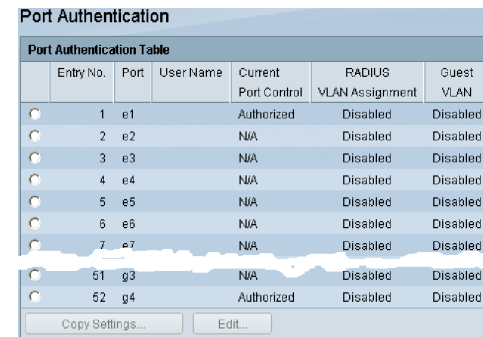 Port Authentication
Port Authentication Table
Entry No. Port User Name Current Port Control RADIUS VLAN Assignment Guest VLAN
1 e1 Authorized Disabled Disabled
2 e2 N/A Disabled Disabled
3 e3 N/A Disabled Disabled
4 e4 N/A Disabled Disabled
5 e5 N/A Disabled Disabled
6 e6 N/A Disabled Disabled
7 e7 N/A Disabled Disabled
51 g3 N/A Disabled Disabled
52 g4 Authorized Disabled Disabled
Copy Settings... Edit...